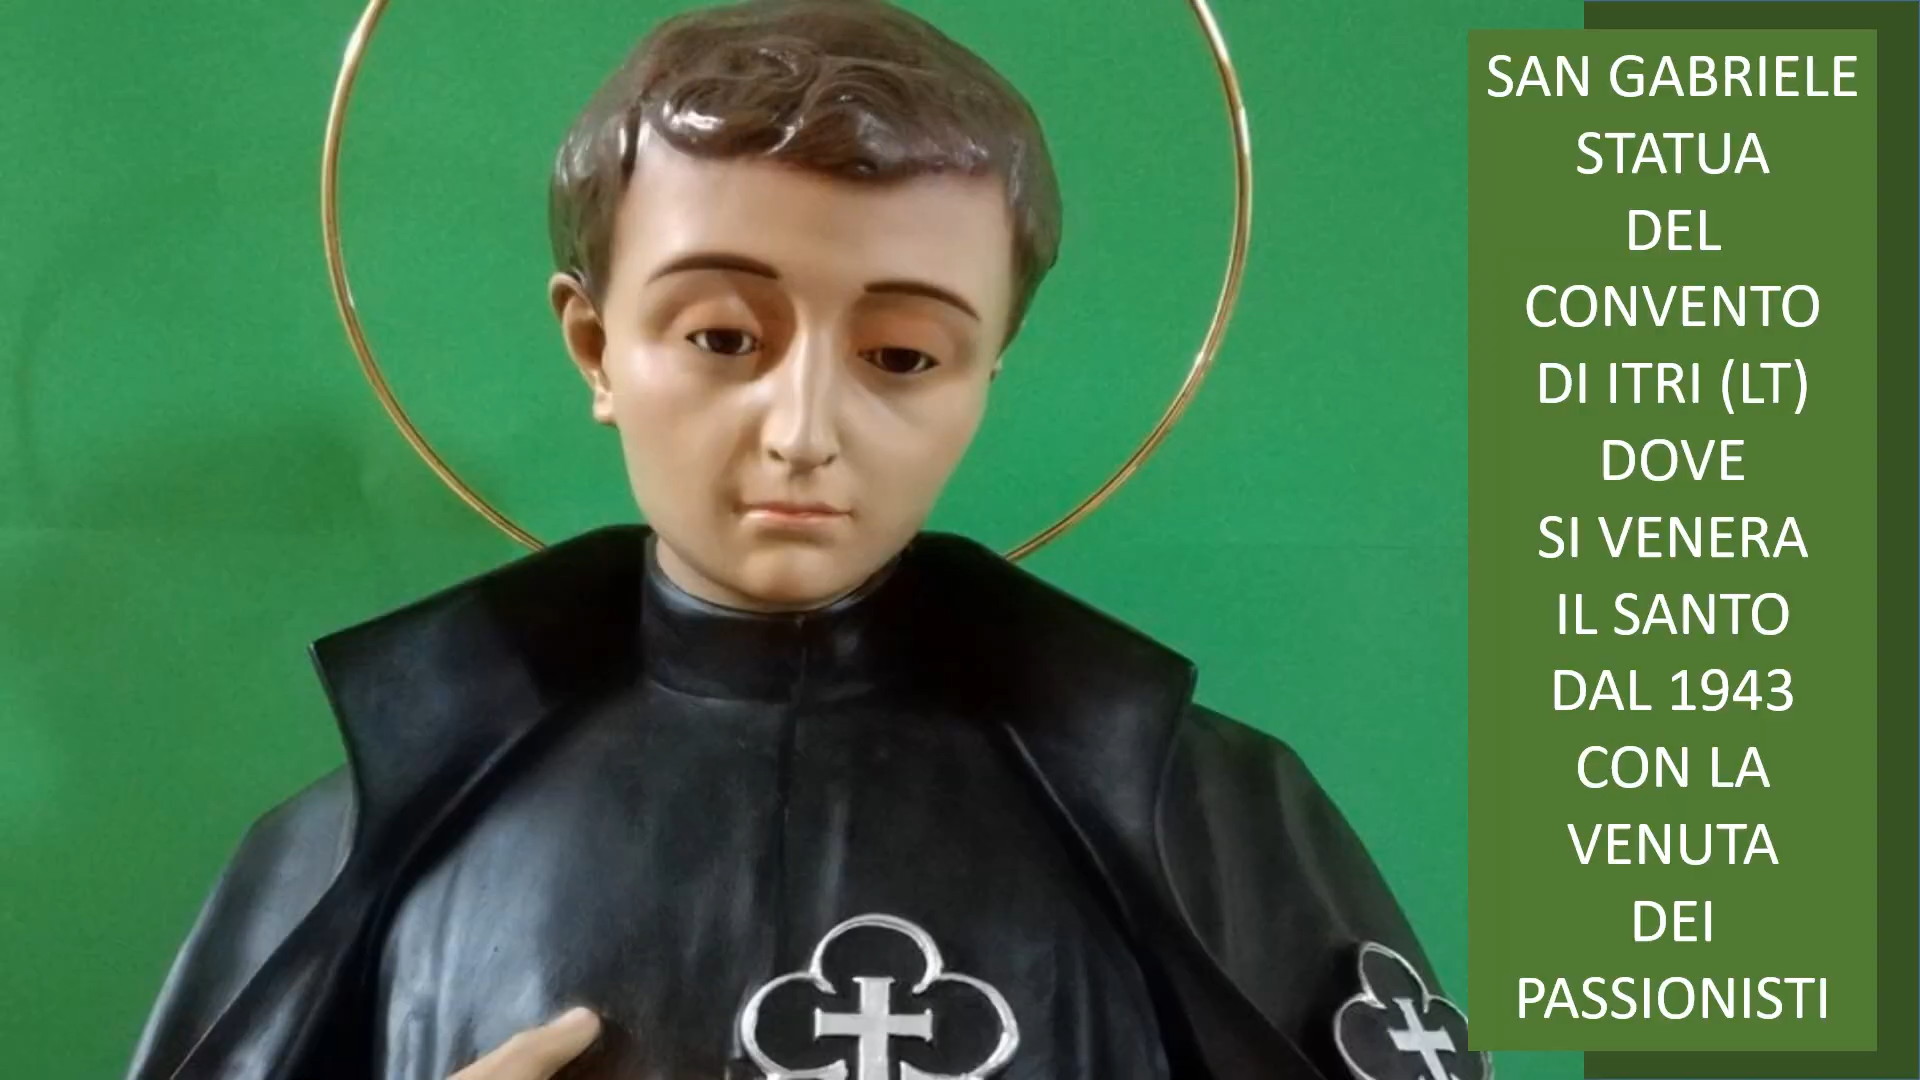 SAN GABRIELE
STATUA
DEL
CONVENTO
DI ITRI (LT)
DOVE
SI VENERA
IL SANTO
DAL 1943
CON LA
VENUTA
DEI
PASSIONISTI